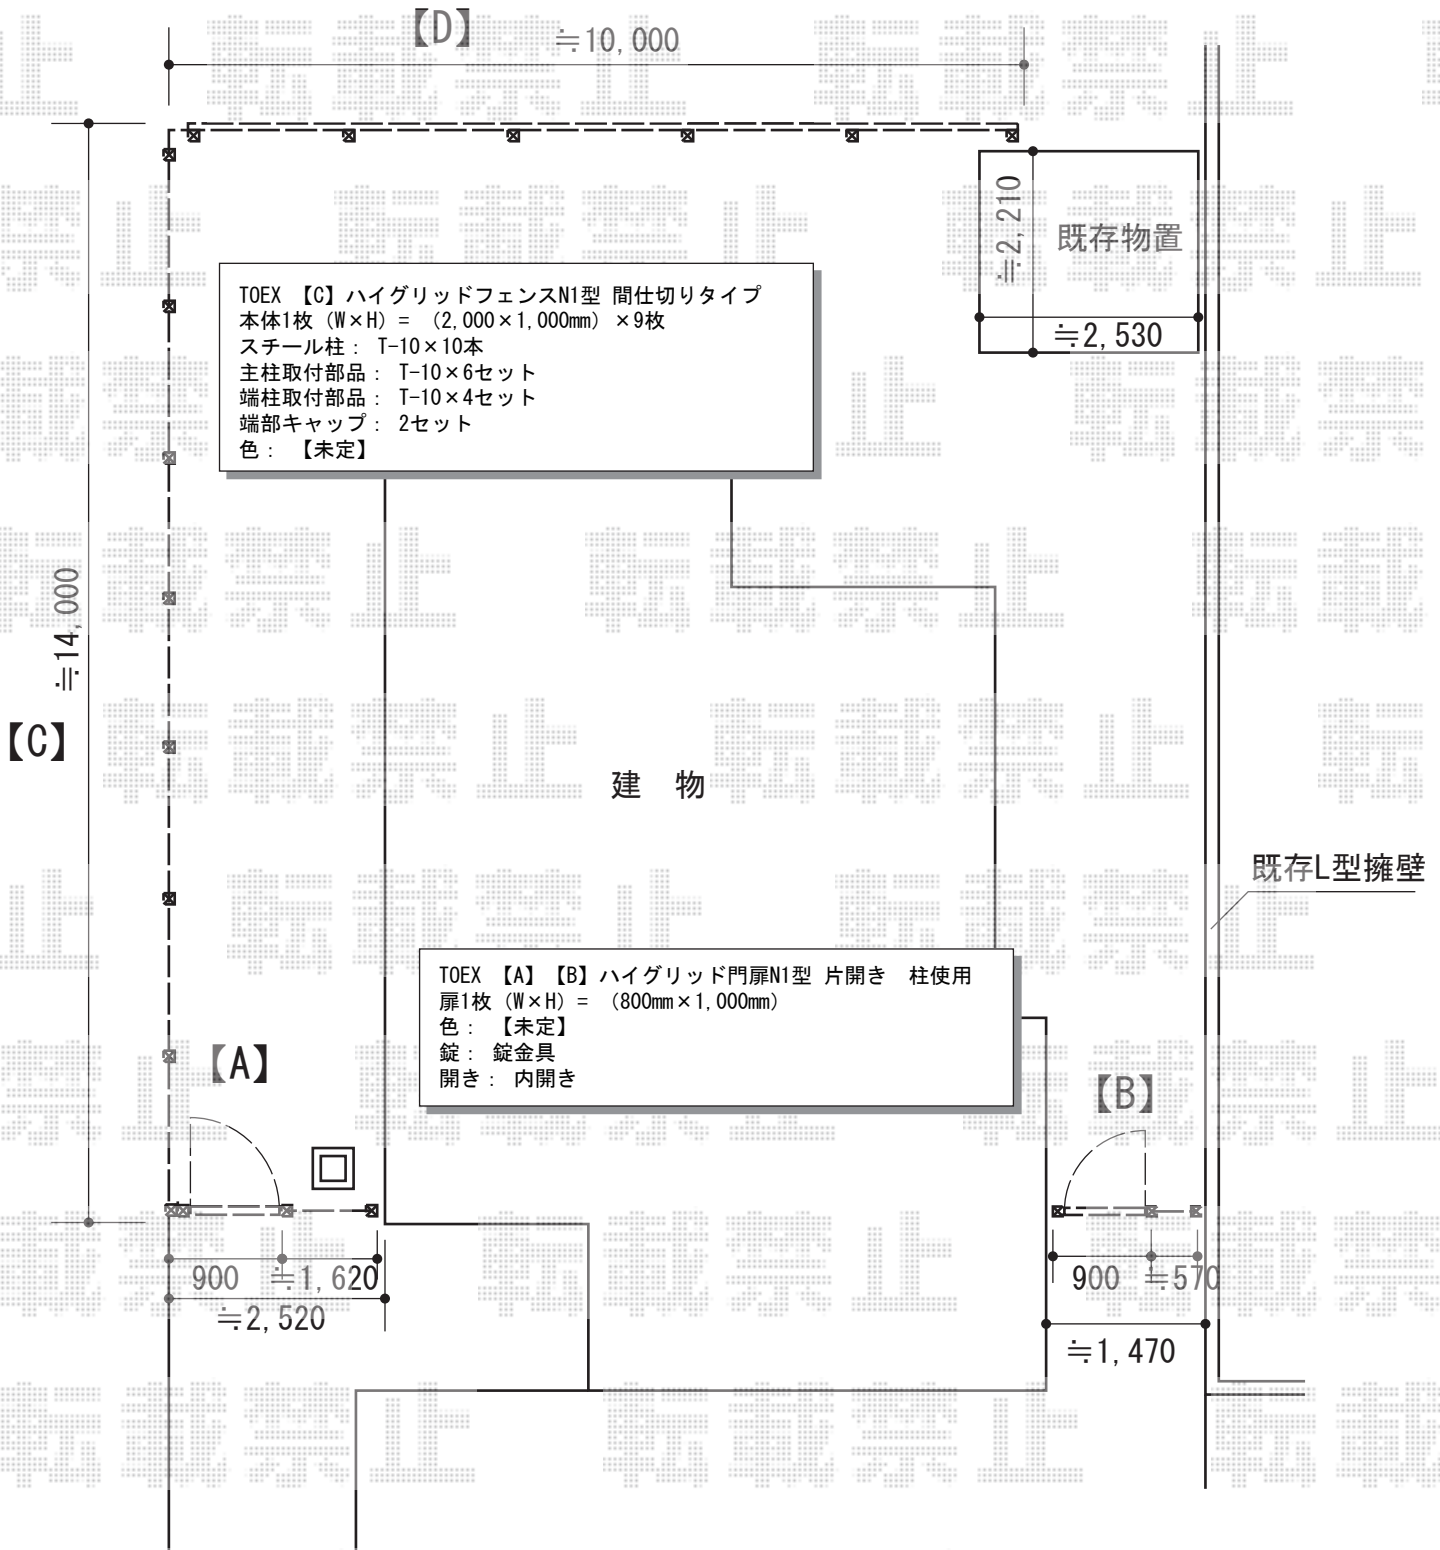 【D】 ≒10,000
≒2,210
既存物置
≒2,530
TOEX 【C】ハイグリッドフェンスN1型 間仕切りタイプ
本体1枚(W×H)= (2,000×1,000mm)×9枚
スチール柱： T-10×10本
主柱取付部品： T-10×6セット
端柱取付部品： T-10×4セット
端部キャップ： 2セット
色： 【未定】
≒14,000
【C】
建 物
既存L型擁壁
TOEX 【A】【B】ハイグリッド門扉N1型 片開き 柱使用
扉1枚(W×H)= (800mm×1,000mm)
色： 【未定】
錠： 錠金具
開き： 内開き
【A】
【B】
900 ≒1,620
≒2,520
900 ≒570
≒1,470
転載禁止